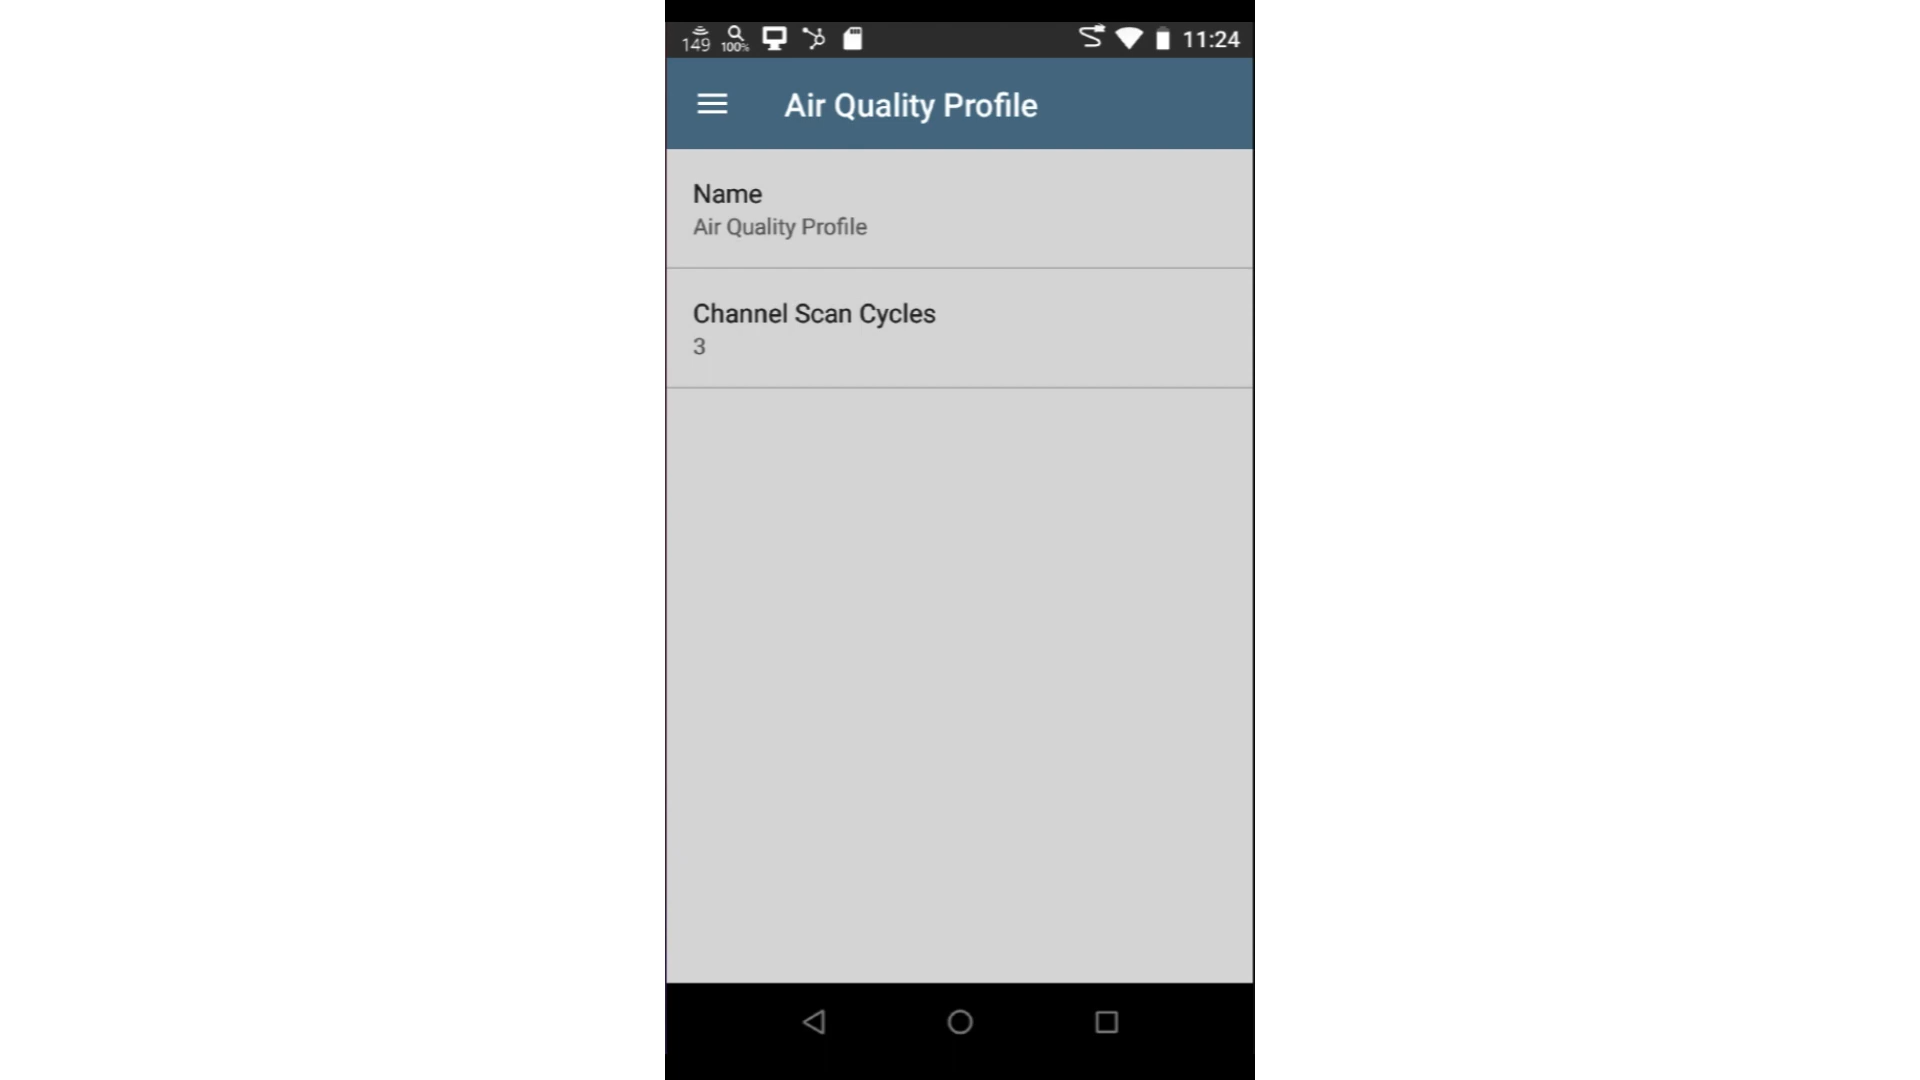 149 100% 11:24
Air Quality Profile
Name
Air Quality Profile
Channel Scan Cycles
3